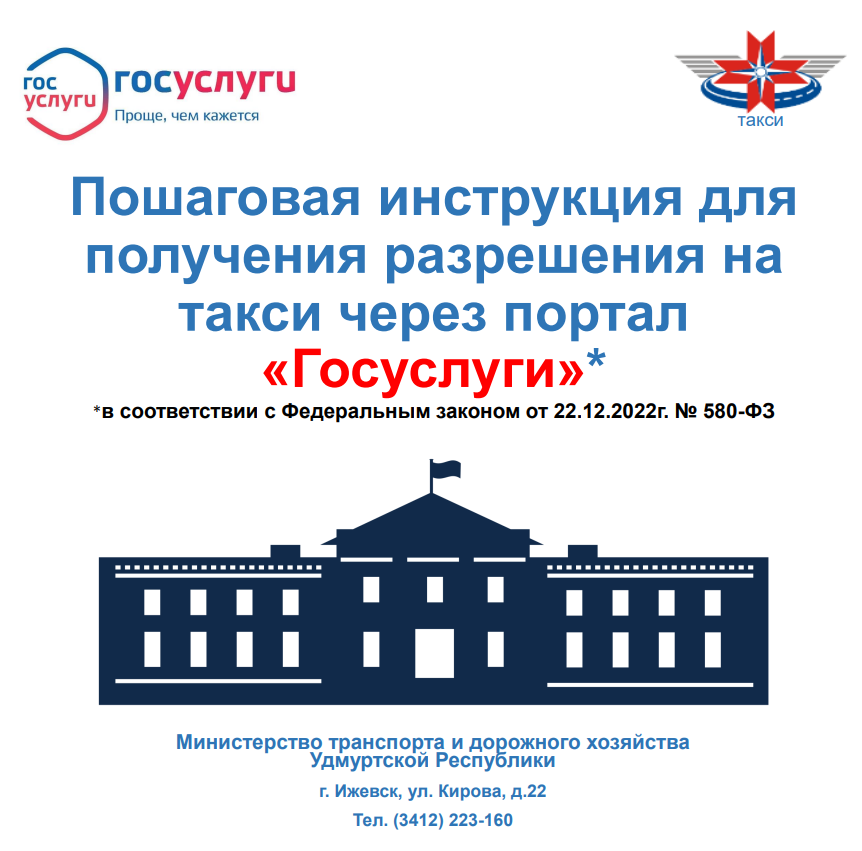 гос
услуги
госуслуги
Проще, чем кажется
такси
Пошаговая инструкция для
получения разрешения на
такси через портал
«Госуслуги»*
*в соответствии с Федеральным законом от 22.12.2022г. № 580-ФЗ
Министерство транспорта и дорожного хозяйства
Удмуртской Республики
г. Ижевск, ул. Кирова, д.22
Тел. (3412) 223-160